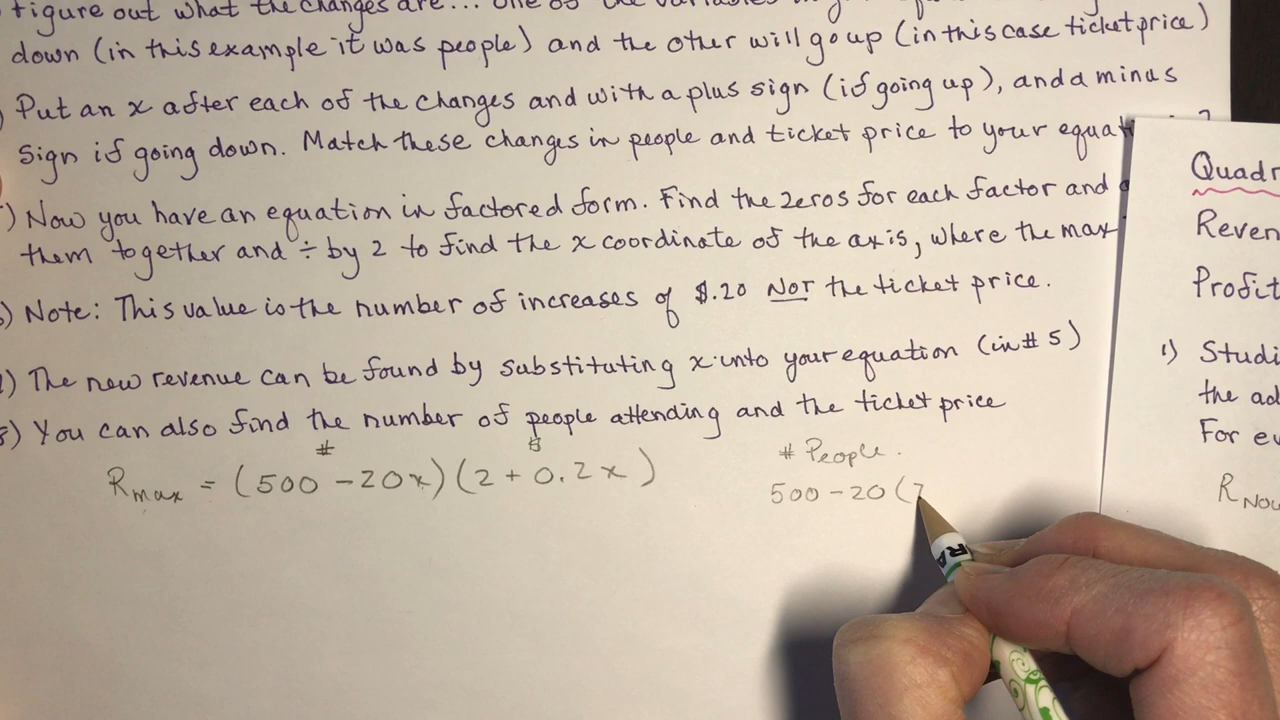 figure out what the changes are... one of the variables in
down (in this example it was people) and the other will go up (in this case ticket price)
) Put an x after each of the changes and with a plus sign (if going up), and a minus
sign if going down. Match these changes in people and ticket price to your equat
) Now you have an equation in factored form. Find the zeros for each factor and
them together and ÷ by 2 to find the x coordinate of the axis, where the max
) Note: This value is the number of increases of $.20 NOT the ticket price.
) The new revenue can be found by substituting x into your equation (in # 5)
8) You can also find the number of people attending and the ticket price
# $
Rmax = (500 - 20x)(2 + 0.2x)
# People.
500 - 20(7
Quadr
Reven
Profit
1) Studi
the ad
For ev
R NOW
RA